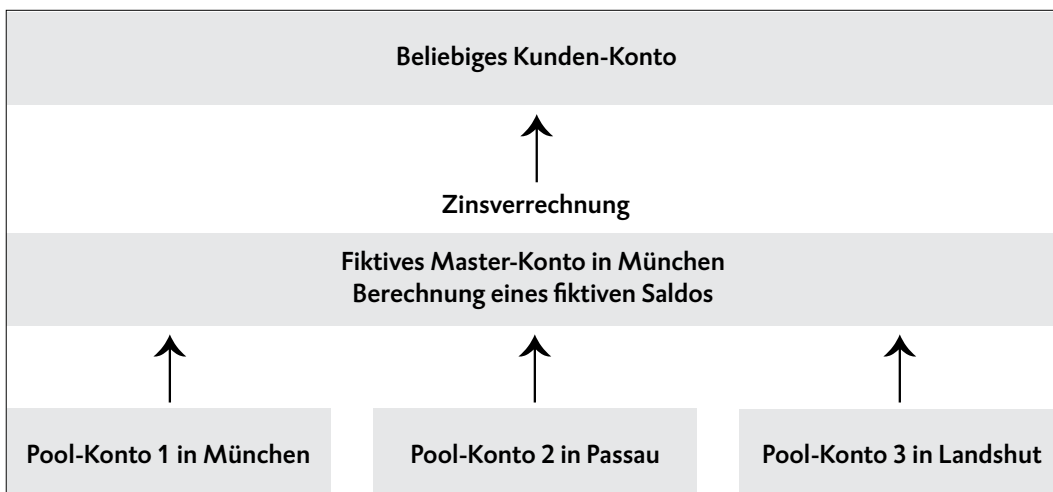 Beliebiges Kunden-Konto
Zinsverrechnung
Fiktives Master-Konto in München
Berechnung eines fiktiven Saldos
Pool-Konto 1 in München
Pool-Konto 2 in Passau
Pool-Konto 3 in Landshut